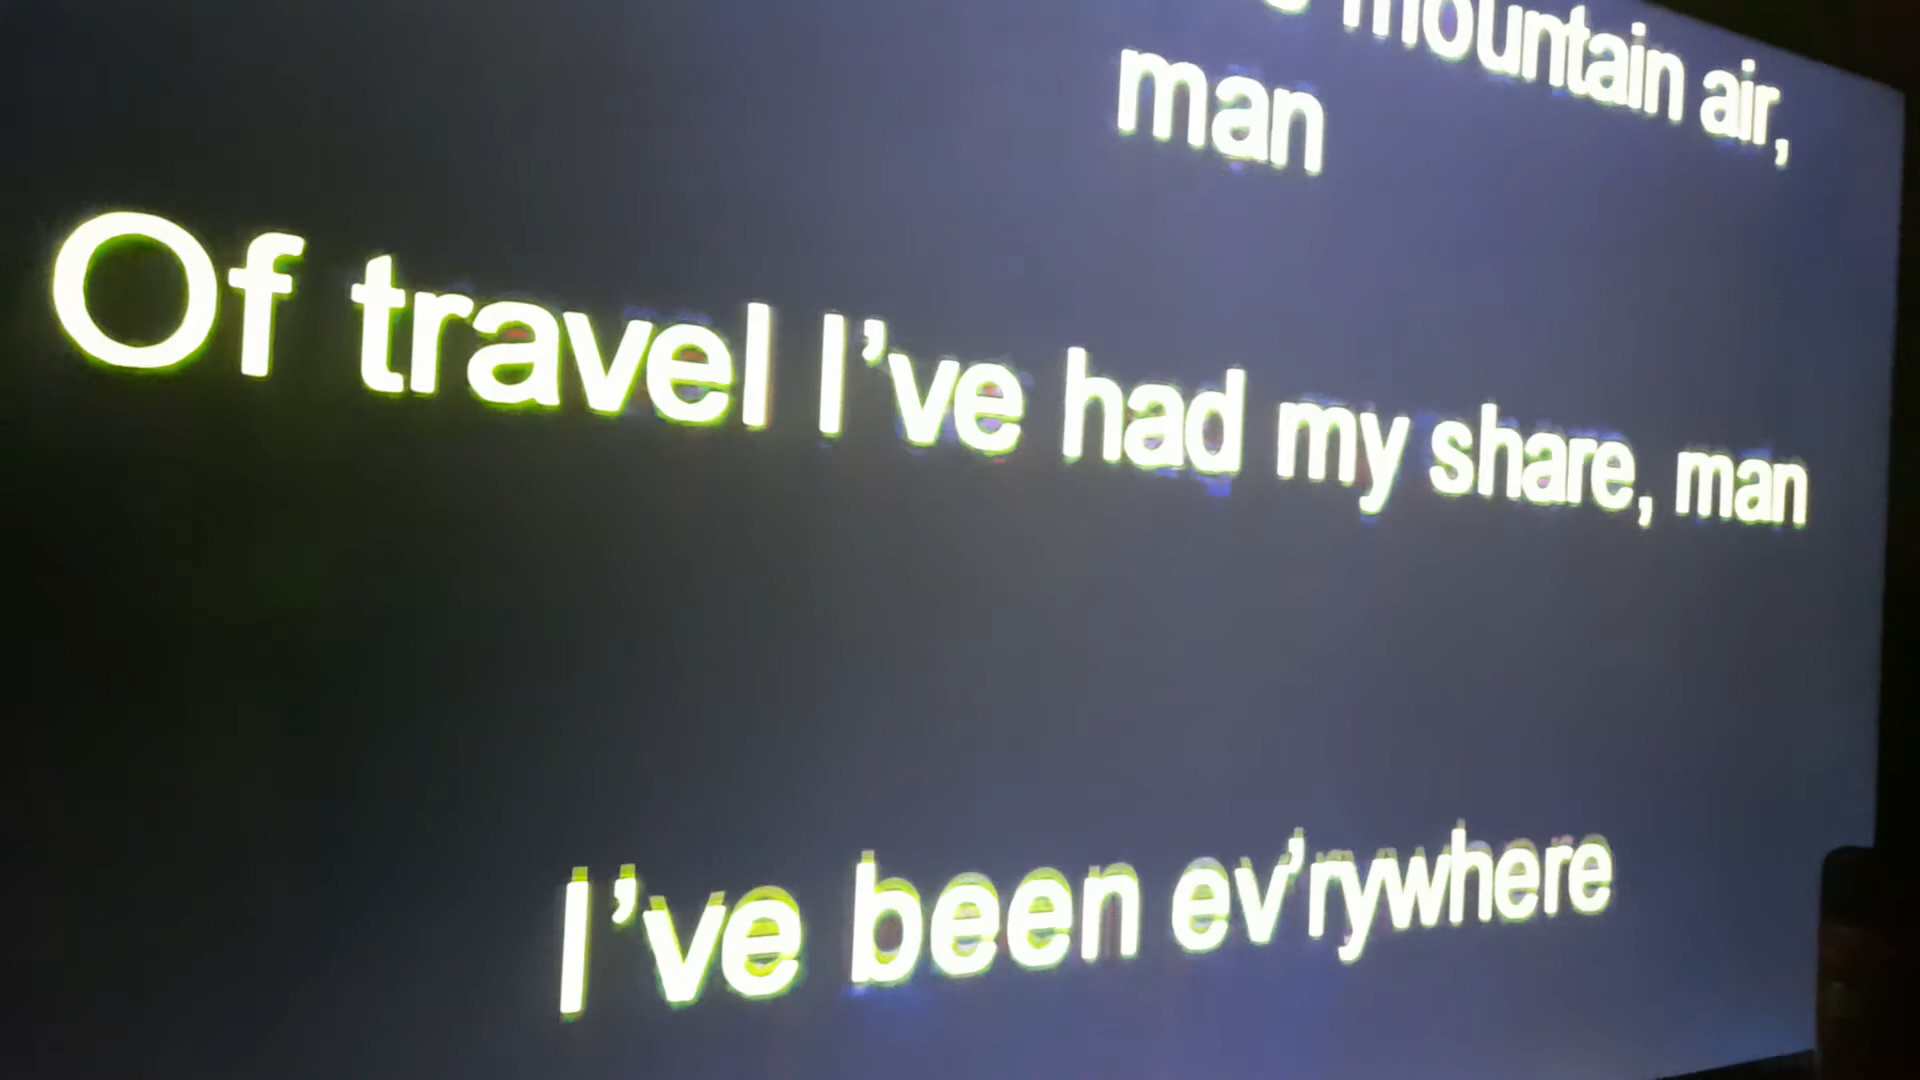 mountain air,
man
Of travel I've had my share, man
I've been ev'rywhere